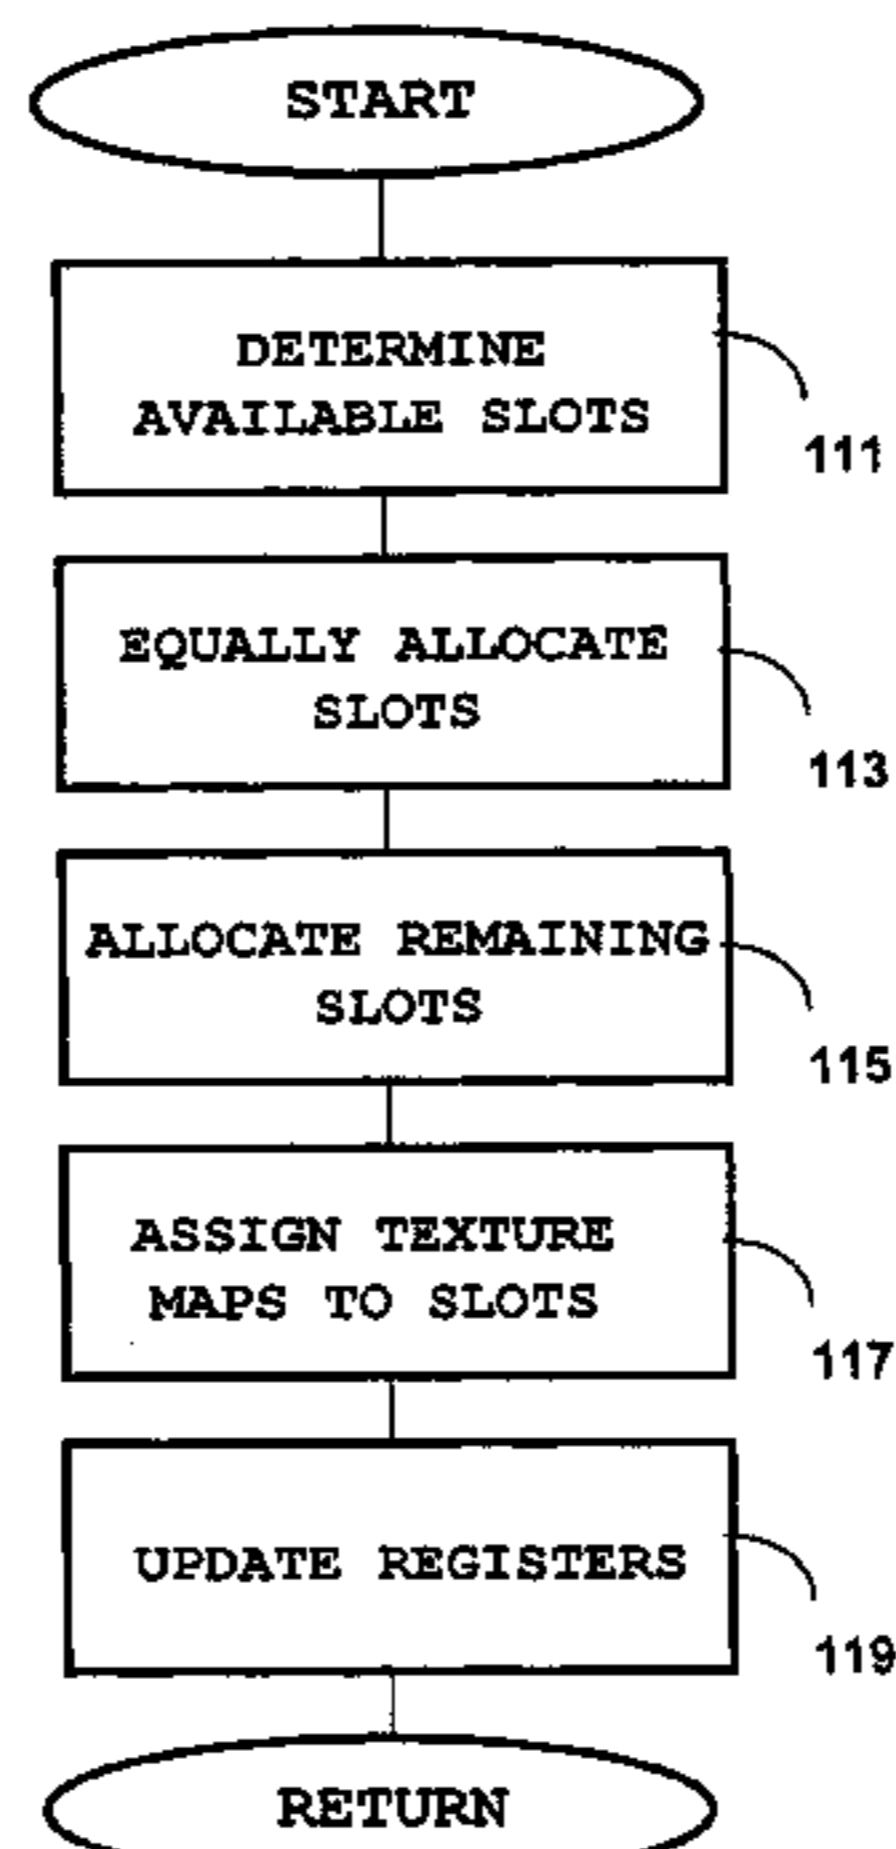 START
DETERMINE
AVAILABLE SLOTS
111
EQUALLY ALLOCATE
SLOTS
113
ALLOCATE REMAINING
SLOTS
115
ASSIGN TEXTURE
MAPS TO SLOTS
117
UPDATE REGISTERS
119
RETURN